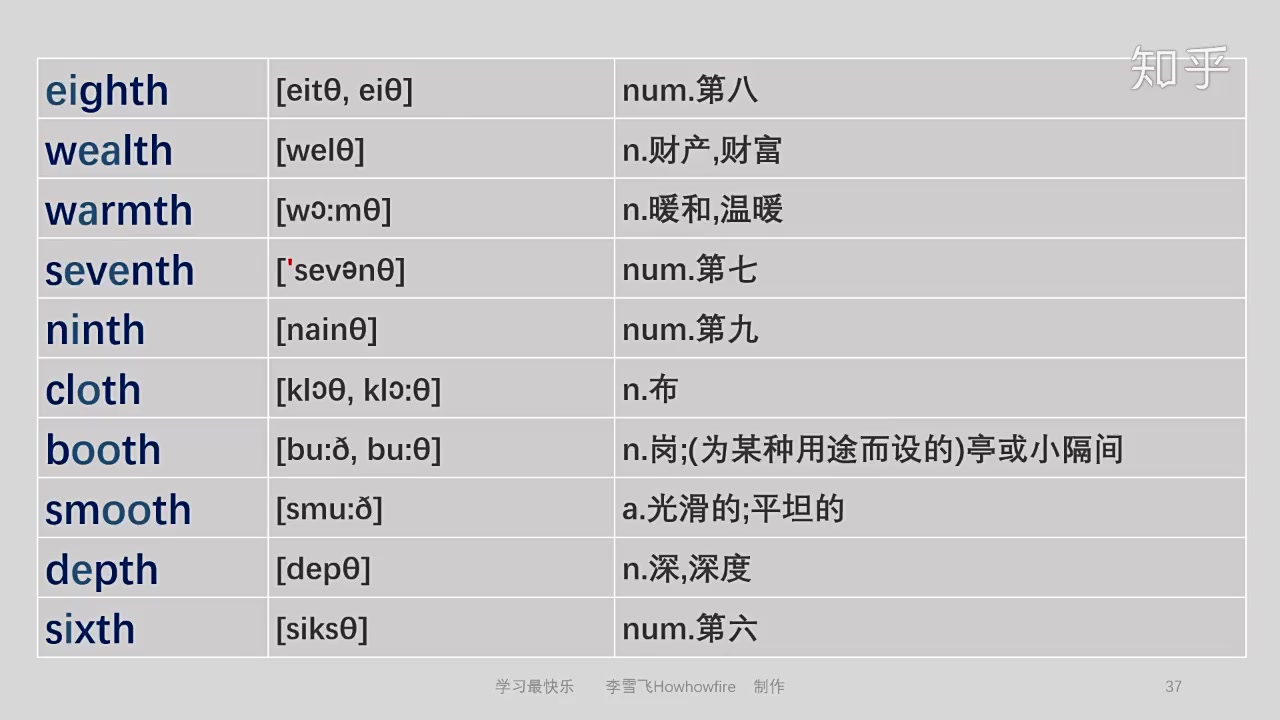 知乎
eighth [eitθ, eiθ] num.第八
wealth [welθ] n.财产,财富
warmth [wɔ:mθ] n.暖和,温暖
seventh ['sevənθ] num.第七
ninth [nainθ] num.第九
cloth [klɔθ, klɔ:θ] n.布
booth [bu:ð, bu:θ] n.岗;(为某种用途而设的)亭或小隔间
smooth [smu:ð] a.光滑的;平坦的
depth [depθ] n.深,深度
sixth [siksθ] num.第六
学习最快乐 李雪飞Howhowfire 制作 37